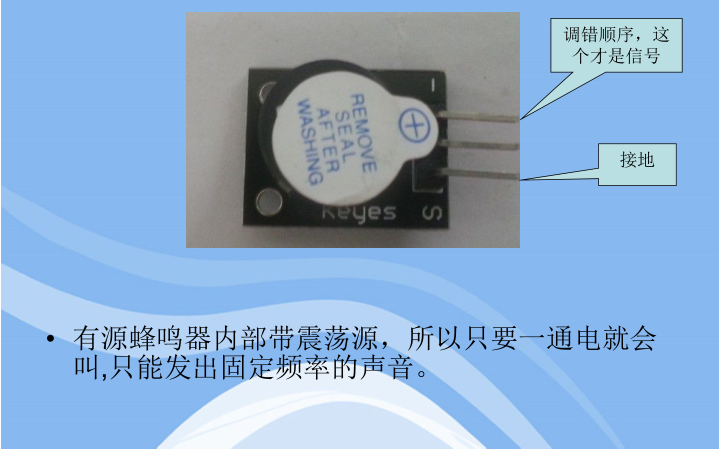 调错顺序，这
个才是信号
接地
REMOVE
SEAL
AFTER
WASHING
+
−
Keyes
S
• 有源蜂鸣器内部带震荡源，所以只要一通电就会
叫,只能发出固定频率的声音。